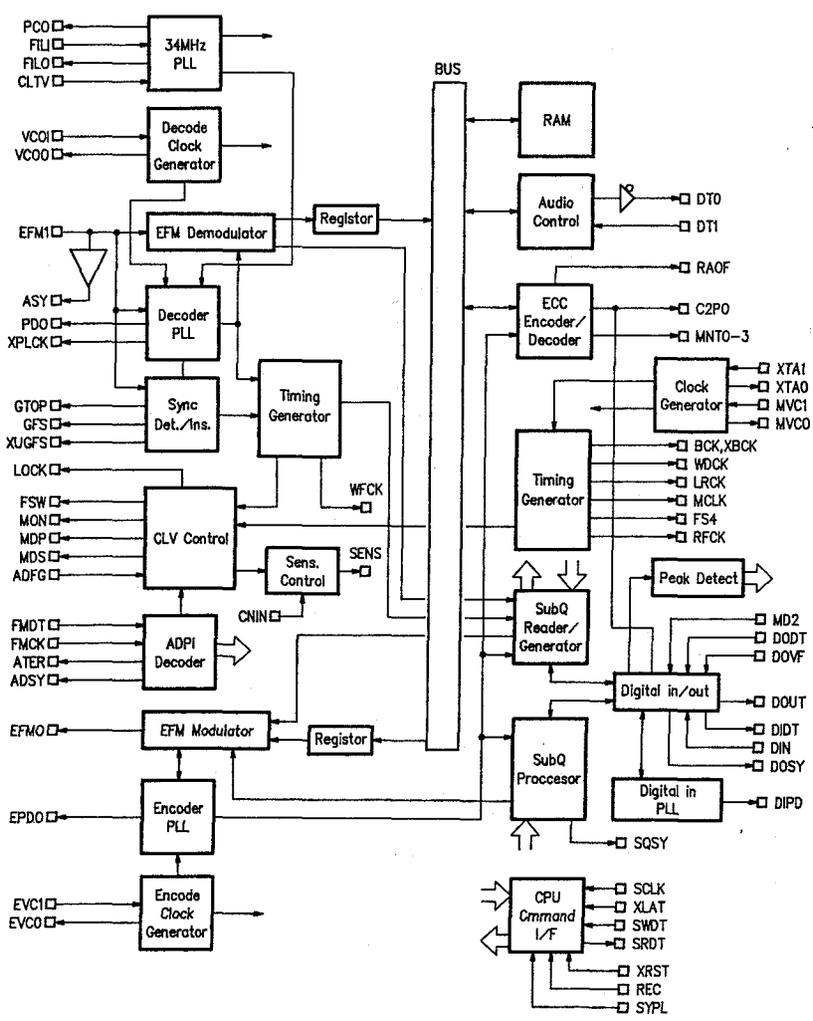 PCO
FILI
FILO
CLTV
34MHz
PLL
BUS
VCOI
VCOO
Decode
Clock
Generator
RAM
EFM1
EFM Demodulator
Registor
Audio
Control
DTO
DT1
ASY
PDO
XPLCK
Decoder
PLL
RAOF
ECC
Encoder/
Decoder
C2PO
MNTO-3
GTOP
GFS
XUGFS
Sync
Det./Ins.
Timing
Generator
Clock
Generator
XTA1
XTAO
MVC1
MVCO
LOCK
FSW
MON
MDP
MDS
ADFG
CLV Control
WFCK
Timing
Generator
BCK,XBCK
WDCK
LRCK
MCLK
FS4
RFCK
Sens.
Control
SENS
CNIN
Peak Detect
FMDT
FMCK
ATER
ADSY
ADPI
Decoder
SubQ
Reader/
Generator
MD2
DODT
DOVF
Digital in/out
DOUT
DIDT
DIN
DOSY
EFMO
EFM Modulator
Registor
SubQ
Proccesor
Digital in
PLL
DIPD
EPDO
Encoder
PLL
SQSY
EVC1
EVCO
Encode
Clock
Generator
CPU
Cmmand
I/F
SCLK
XLAT
SWDT
SRDT
XRST
REC
SYPL